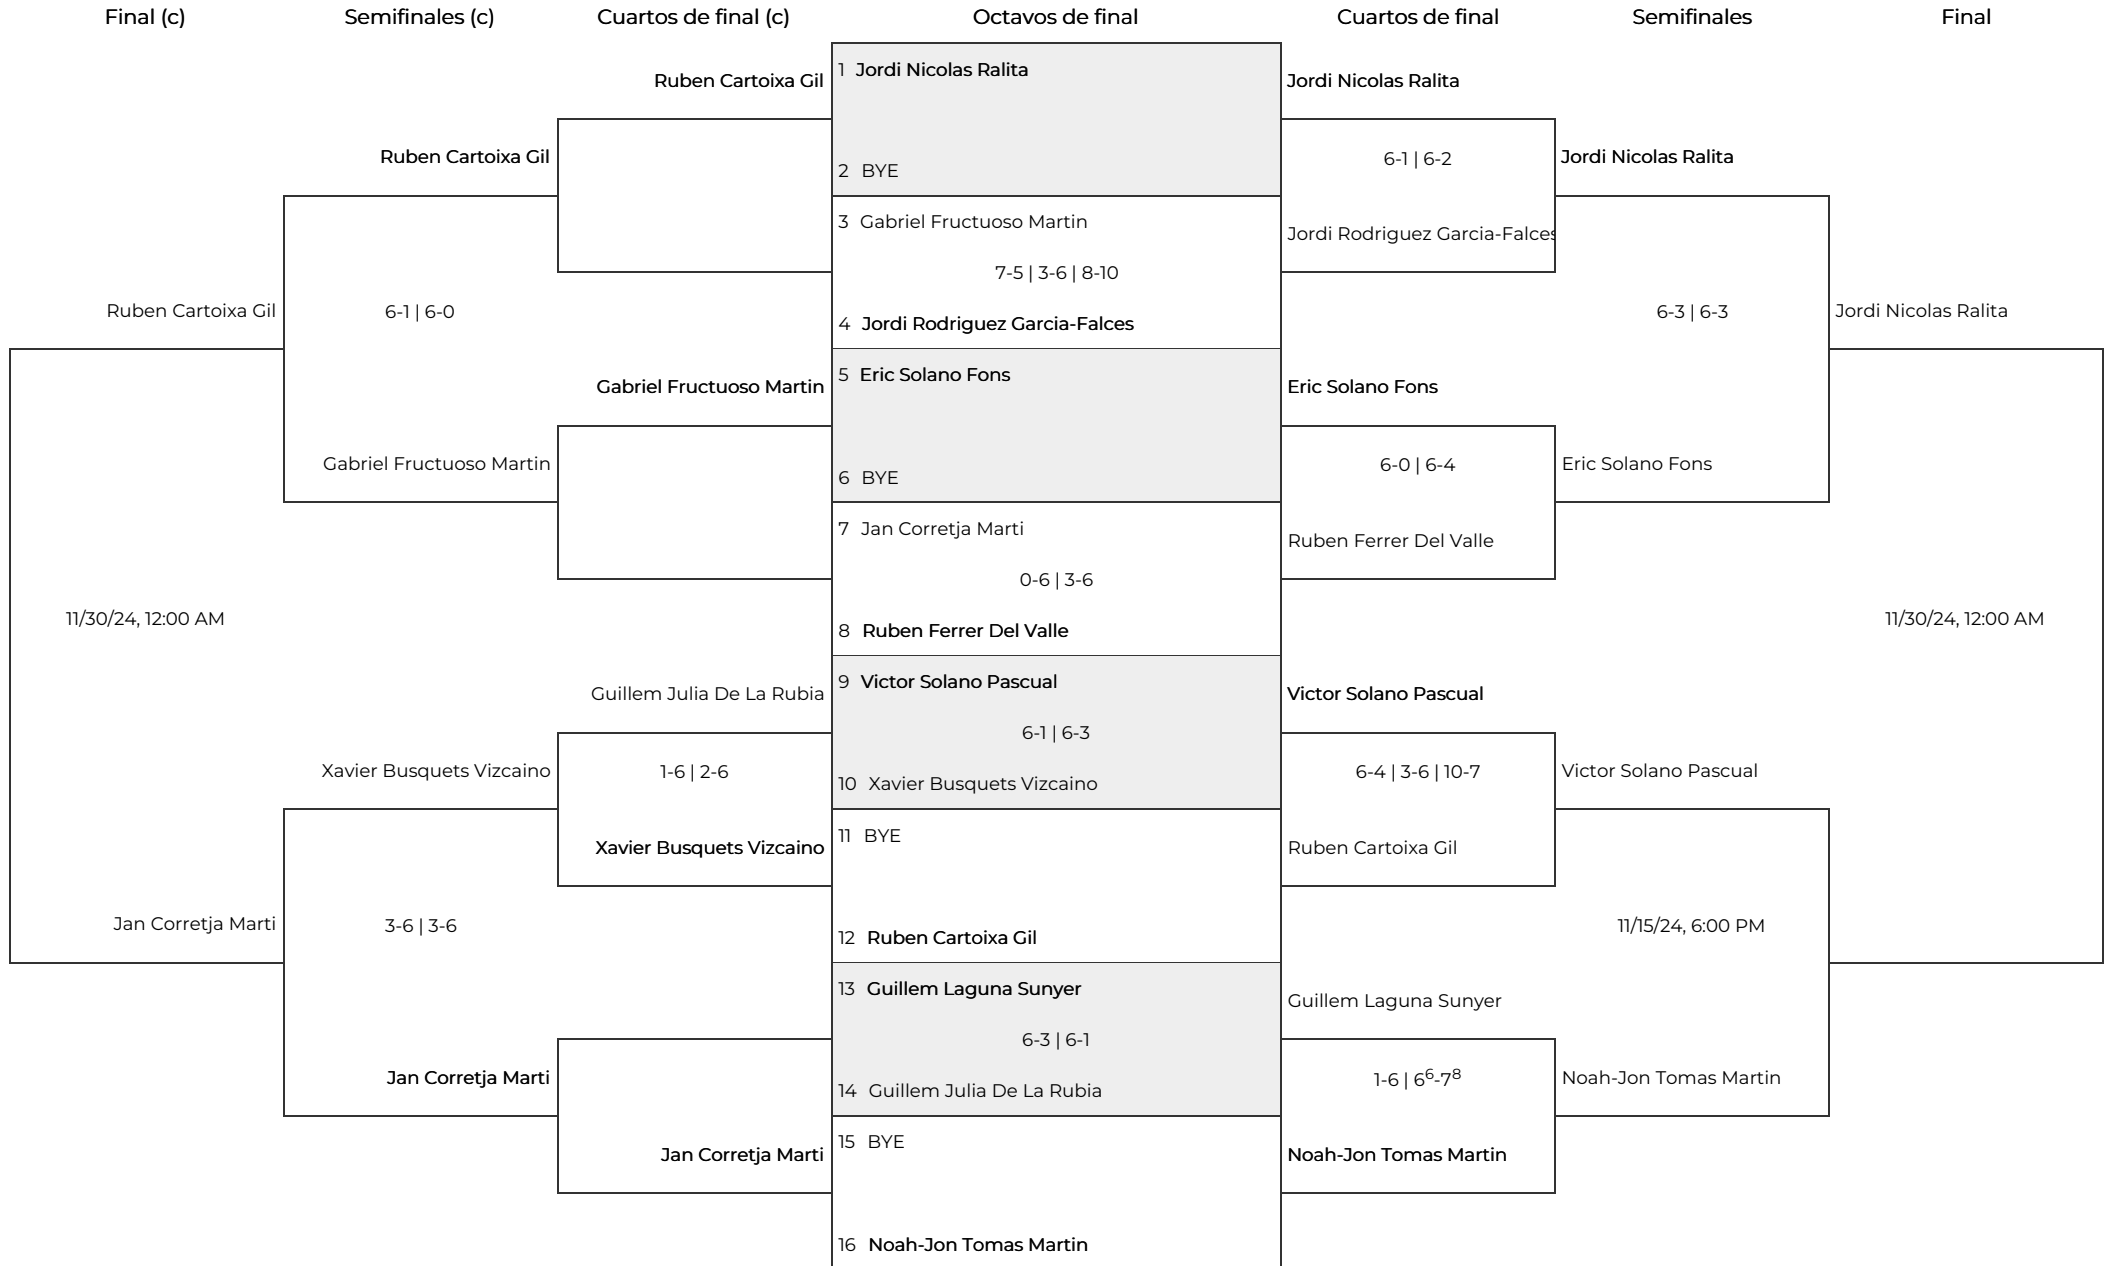 Final (c) Semifinales (c) Cuartos de final (c) Octavos de final Cuartos de final Semifinales Final
1 Jordi Nicolas Ralita
Ruben Cartoixa Gil Jordi Nicolas Ralita
Ruben Cartoixa Gil 6-1 | 6-2 Jordi Nicolas Ralita
2 BYE
3 Gabriel Fructuoso Martin
Jordi Rodriguez Garcia-Falces
7-5 | 3-6 | 8-10
Ruben Cartoixa Gil 6-1 | 6-0 6-3 | 6-3 Jordi Nicolas Ralita
4 Jordi Rodriguez Garcia-Falces
5 Eric Solano Fons
Gabriel Fructuoso Martin Eric Solano Fons
Gabriel Fructuoso Martin 6-0 | 6-4 Eric Solano Fons
6 BYE
7 Jan Corretja Marti
Ruben Ferrer Del Valle
0-6 | 3-6
11/30/24, 12:00 AM 11/30/24, 12:00 AM
8 Ruben Ferrer Del Valle
9 Victor Solano Pascual
Guillem Julia De La Rubia Victor Solano Pascual
6-1 | 6-3
Xavier Busquets Vizcaino 1-6 | 2-6 6-4 | 3-6 | 10-7 Victor Solano Pascual
10 Xavier Busquets Vizcaino
11 BYE
Xavier Busquets Vizcaino Ruben Cartoixa Gil
Jan Corretja Marti 3-6 | 3-6 11/15/24, 6:00 PM
12 Ruben Cartoixa Gil
13 Guillem Laguna Sunyer
Guillem Laguna Sunyer
6-3 | 6-1
Jan Corretja Marti 1-6 | 6⁶-7⁸ Noah-Jon Tomas Martin
14 Guillem Julia De La Rubia
15 BYE
Jan Corretja Marti Noah-Jon Tomas Martin
16 Noah-Jon Tomas Martin